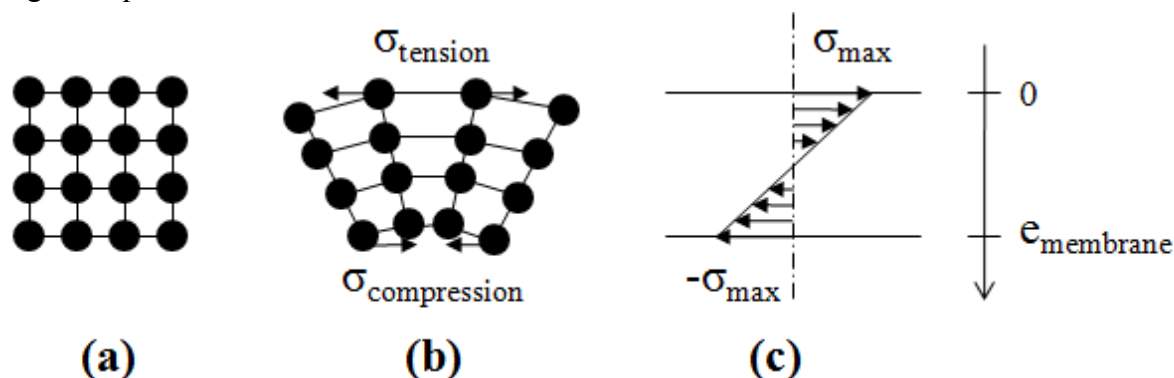 σtension
σcompression
σmax
-σmax
0
emembrane
(a)
(b)
(c)